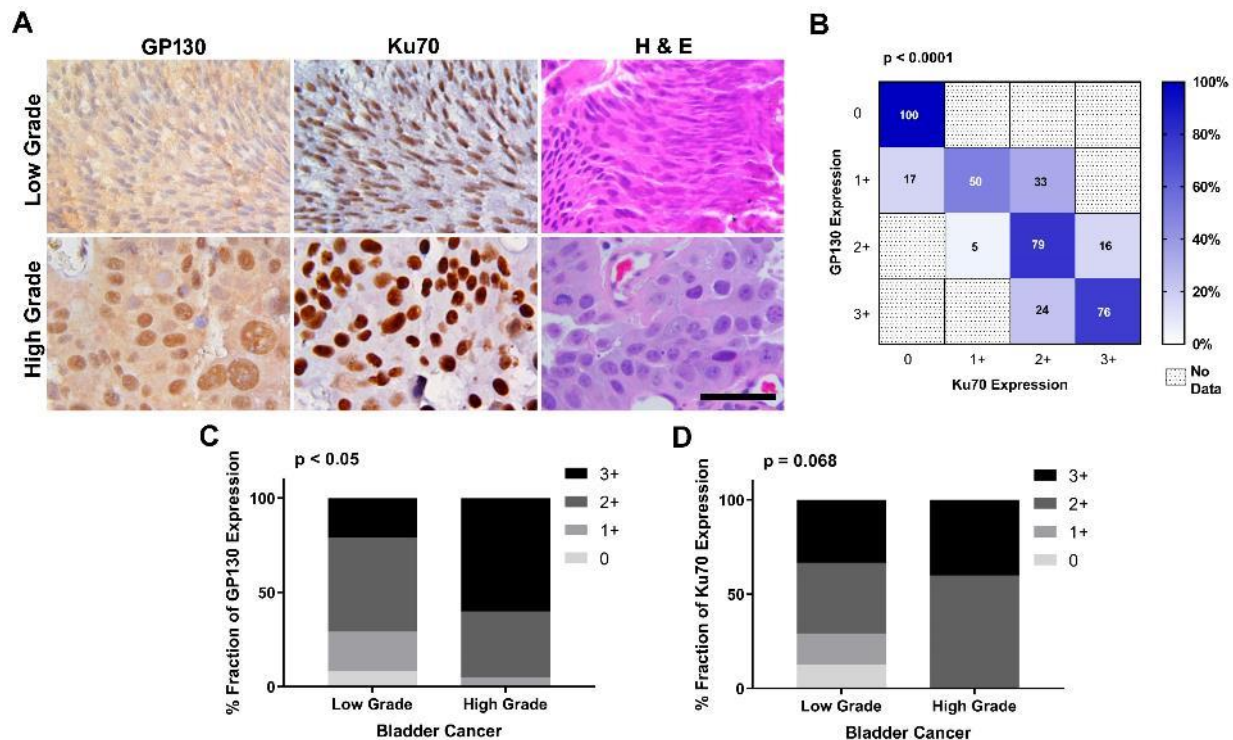 A
GP130 Ku70 H & E
Low Grade
High Grade
B
p < 0.0001
GP130 Expression
0
1+
2+
3+
100
17 50 33
5 79 16
24 76
0 1+ 2+ 3+
Ku70 Expression
100%
80%
60%
40%
20%
0%
No
Data
C
p < 0.05
% Fraction of GP130 Expression
100
50
0
3+
2+
1+
0
Low Grade High Grade
Bladder Cancer
D
p = 0.068
% Fraction of Ku70 Expression
100
50
0
3+
2+
1+
0
Low Grade High Grade
Bladder Cancer